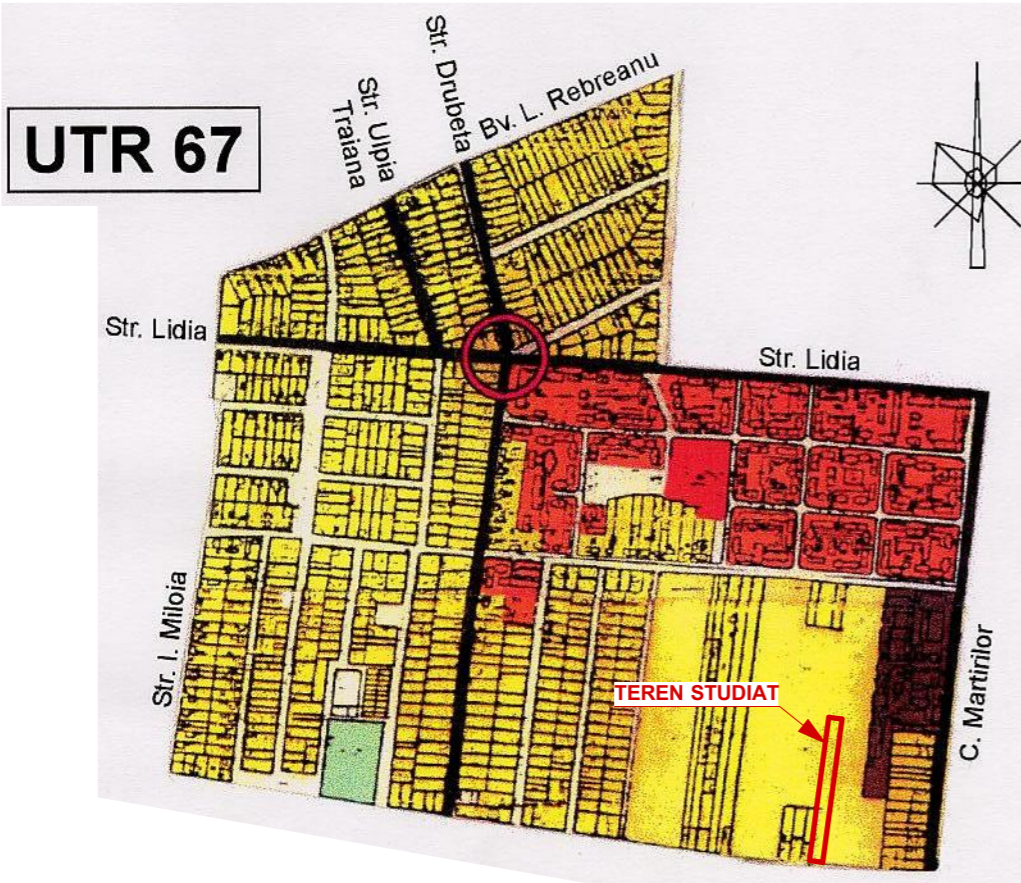 UTR 67
Str. Drubeta
Bv. L. Rebreanu
Str. Ulpia
Traiana
Str. Lidia
Str. Lidia
Str. I. Miloia
TEREN STUDIAT
C. Martirilor